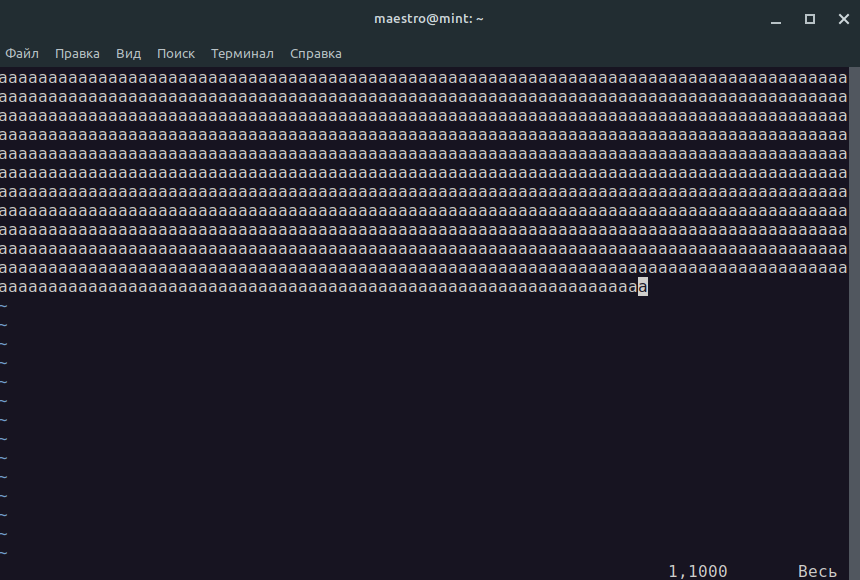 maestro@mint: ~
Файл Правка Вид Поиск Терминал Справка
aaaaaaaaaaaaaaaaaaaaaaaaaaaaaaaaaaaaaaaaaaaaaaaaaaaaaaaaaaaaaaaaaaaaaaaaaaaaaaaaaaaaa
aaaaaaaaaaaaaaaaaaaaaaaaaaaaaaaaaaaaaaaaaaaaaaaaaaaaaaaaaaaaaaaaaaaaaaaaaaaaaaaaaaaaa
aaaaaaaaaaaaaaaaaaaaaaaaaaaaaaaaaaaaaaaaaaaaaaaaaaaaaaaaaaaaaaaaaaaaaaaaaaaaaaaaaaaaa
aaaaaaaaaaaaaaaaaaaaaaaaaaaaaaaaaaaaaaaaaaaaaaaaaaaaaaaaaaaaaaaaaaaaaaaaaaaaaaaaaaaaa
aaaaaaaaaaaaaaaaaaaaaaaaaaaaaaaaaaaaaaaaaaaaaaaaaaaaaaaaaaaaaaaaaaaaaaaaaaaaaaaaaaaaa
aaaaaaaaaaaaaaaaaaaaaaaaaaaaaaaaaaaaaaaaaaaaaaaaaaaaaaaaaaaaaaaaaaaaaaaaaaaaaaaaaaaaa
aaaaaaaaaaaaaaaaaaaaaaaaaaaaaaaaaaaaaaaaaaaaaaaaaaaaaaaaaaaaaaaaaaaaaaaaaaaaaaaaaaaaa
aaaaaaaaaaaaaaaaaaaaaaaaaaaaaaaaaaaaaaaaaaaaaaaaaaaaaaaaaaaaaaaaaaaaaaaaaaaaaaaaaaaaa
aaaaaaaaaaaaaaaaaaaaaaaaaaaaaaaaaaaaaaaaaaaaaaaaaaaaaaaaaaaaaaaaaaaaaaaaaaaaaaaaaaaaa
aaaaaaaaaaaaaaaaaaaaaaaaaaaaaaaaaaaaaaaaaaaaaaaaaaaaaaaaaaaaaaaaaaaaaaaaaaaaaaaaaaaaa
aaaaaaaaaaaaaaaaaaaaaaaaaaaaaaaaaaaaaaaaaaaaaaaaaaaaaaaaaaaaaaaaaaaaaaaaaaaaaaaaaaaaa
aaaaaaaaaaaaaaaaaaaaaaaaaaaaaaaaaaaaaaaaaaaaaaaaaaaaaaaaaaaaaaaaa
~
~
~
~
~
~
~
~
~
~
~
~
~
~
1,1000 Весь